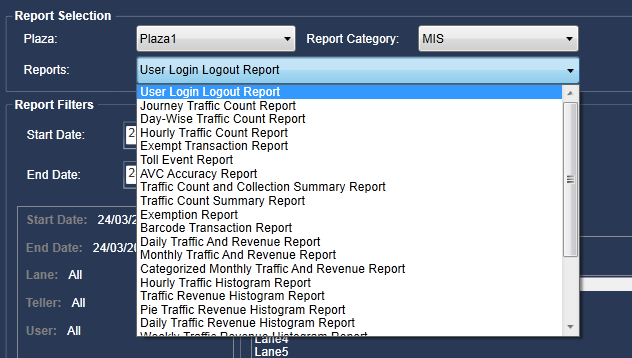 Report Selection
Plaza: Plaza1 Report Category: MIS
Reports: User Login Logout Report
User Login Logout Report
Journey Traffic Count Report
Report Filters
Day-Wise Traffic Count Report
Start Date: 2 Hourly Traffic Count Report
Exempt Transaction Report
Toll Event Report
End Date: 2 AVC Accuracy Report
Traffic Count and Collection Summary Report
Traffic Count Summary Report
Start Date: 24/03/2 Exemption Report
Barcode Transaction Report
End Date: 24/03/20 Daily Traffic And Revenue Report
Monthly Traffic And Revenue Report
Lane: All Categorized Monthly Traffic And Revenue Report
Hourly Traffic Histogram Report
Teller: All Traffic Revenue Histogram Report
Pie Traffic Revenue Histogram Report
User: All Daily Traffic Revenue Histogram Report
Weekly Traffic Revenue Histogram Report
Lane4
Lane5